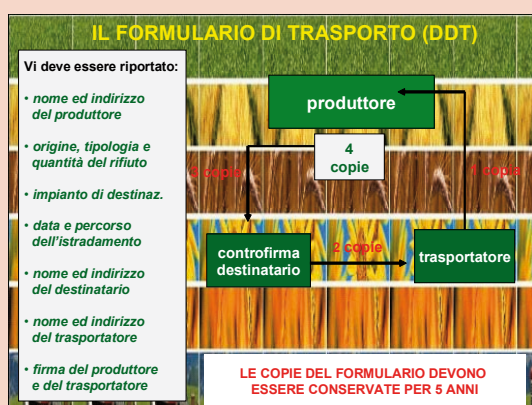 IL FORMULARIO DI TRASPORTO (DDT)
Vi deve essere riportato:
• nome ed indirizzo
del produttore
• origine, tipologia e
quantità del rifiuto
• impianto di destinaz.
• data e percorso
dell'istradamento
• nome ed indirizzo
del destinatario
• nome ed indirizzo
del trasportatore
• firma del produttore
e del trasportatore
produttore
4
copie
3 copie
1 copia
controfirma
destinatario
2 copie
trasportatore
LE COPIE DEL FORMULARIO DEVONO
ESSERE CONSERVATE PER 5 ANNI